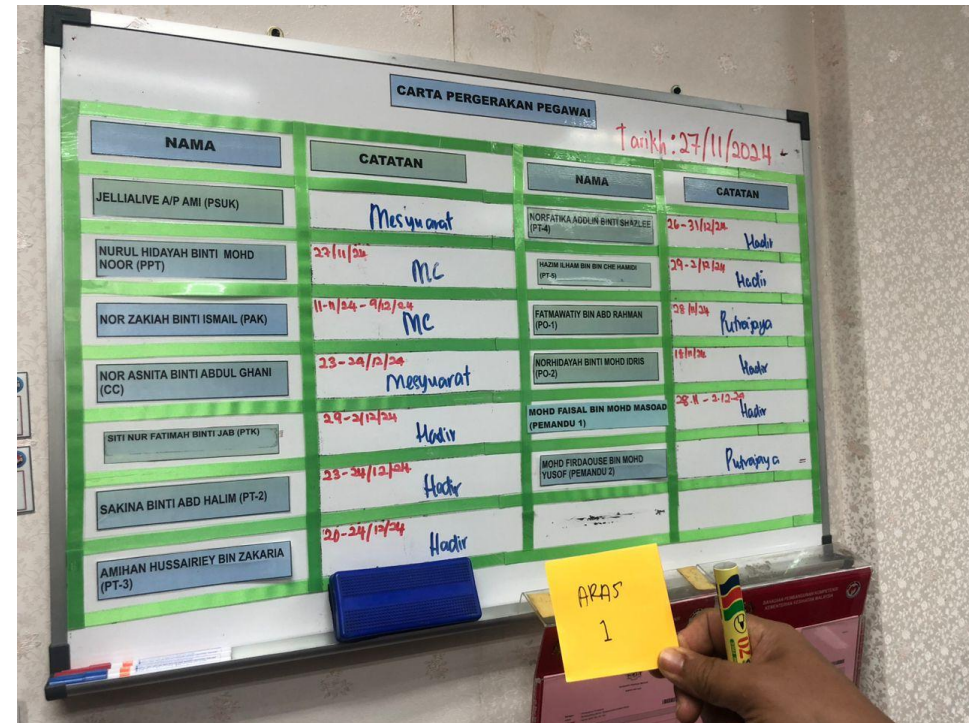 CARTA PERGERAKAN PEGAWAI
Tarikh: 27/11/2024
NAMA
CATATAN
JELLIALIVE A/P AMI (PSUK)
Mesyuarat
NURUL HIDAYAH BINTI MOHD
NOOR (PPT)
27/11/24
MC
NOR ZAKIAH BINTI ISMAIL (PAK)
11-11/24 - 9/12/24
MC
NOR ASNITA BINTI ABDUL GHANI
(CC)
23-24/12/24
Mesyuarat
SITI NUR FATIMAH BINTI JAB (PTK)
29-2/12/24
Hadir
SAKINA BINTI ABD HALIM (PT-2)
23-24/12/24
Hadir
AMIHAN HUSSAIRIEY BIN ZAKARIA
(PT-3)
20-24/12/24
Hadir
NAMA
CATATAN
NORFATIKA ADDLIN BINTI SHAZLEE
(PT-4)
26-31/12/24
Hadir
HAZIM ILHAM BIN BIN CHE HAMIDI
(PT-5)
29-2/12/24
Hadir
FATMAWATIY BIN ABD RAHMAN
(PO-1)
28/11/24
Putrajaya
NORHIDAYAH BINTI MOHD IDRIS
(PO-2)
Hadir
MOHD FAISAL BIN MOHD MASOAD
(PEMANDU 1)
28-11 - 2-12-24
Hadir
MOHD FIRDAOUSE BIN MOHD
YUSOF (PEMANDU 2)
Putrajaya
ARAS
1
KEMENTERIAN KESIHATAN MALAYSIA